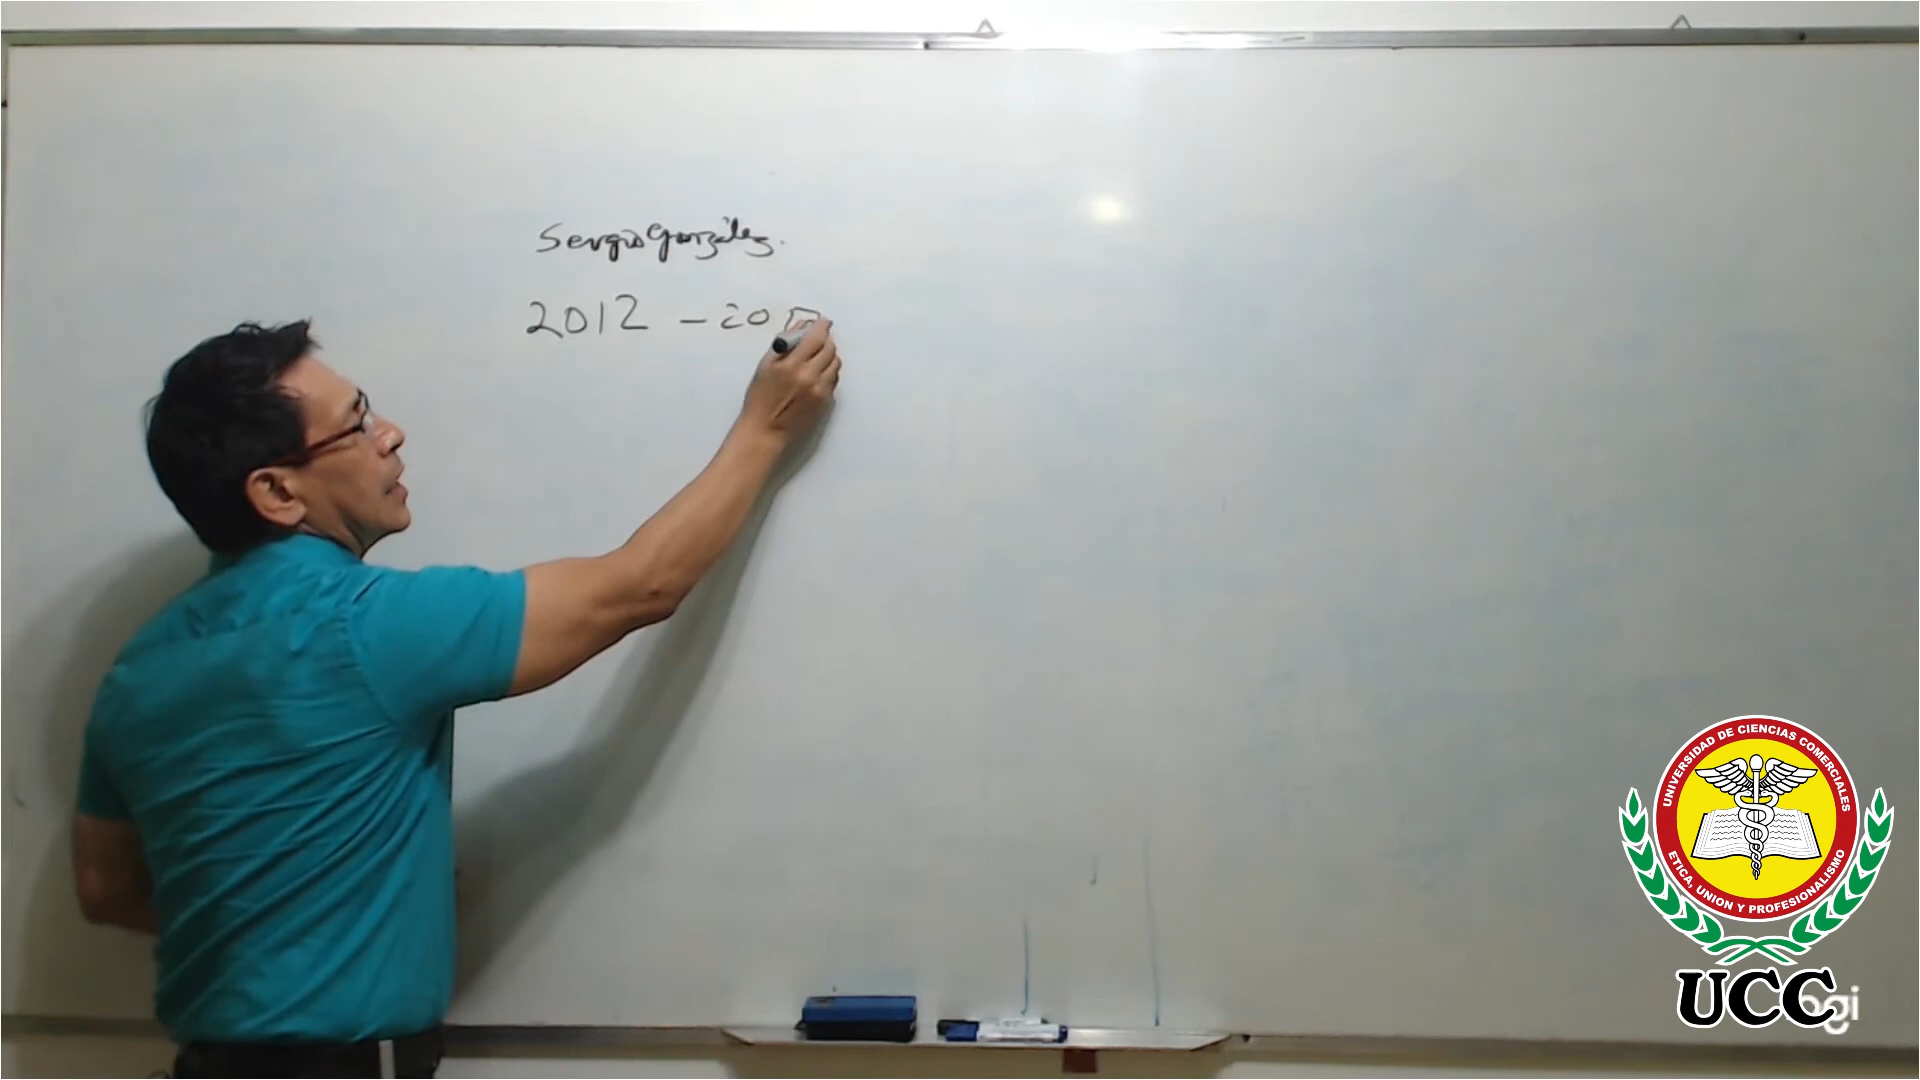 Sergio González.
2012 - 20
UNIVERSIDAD DE CIENCIAS COMERCIALES
ETICA, UNION Y PROFESIONALISMO
UCC